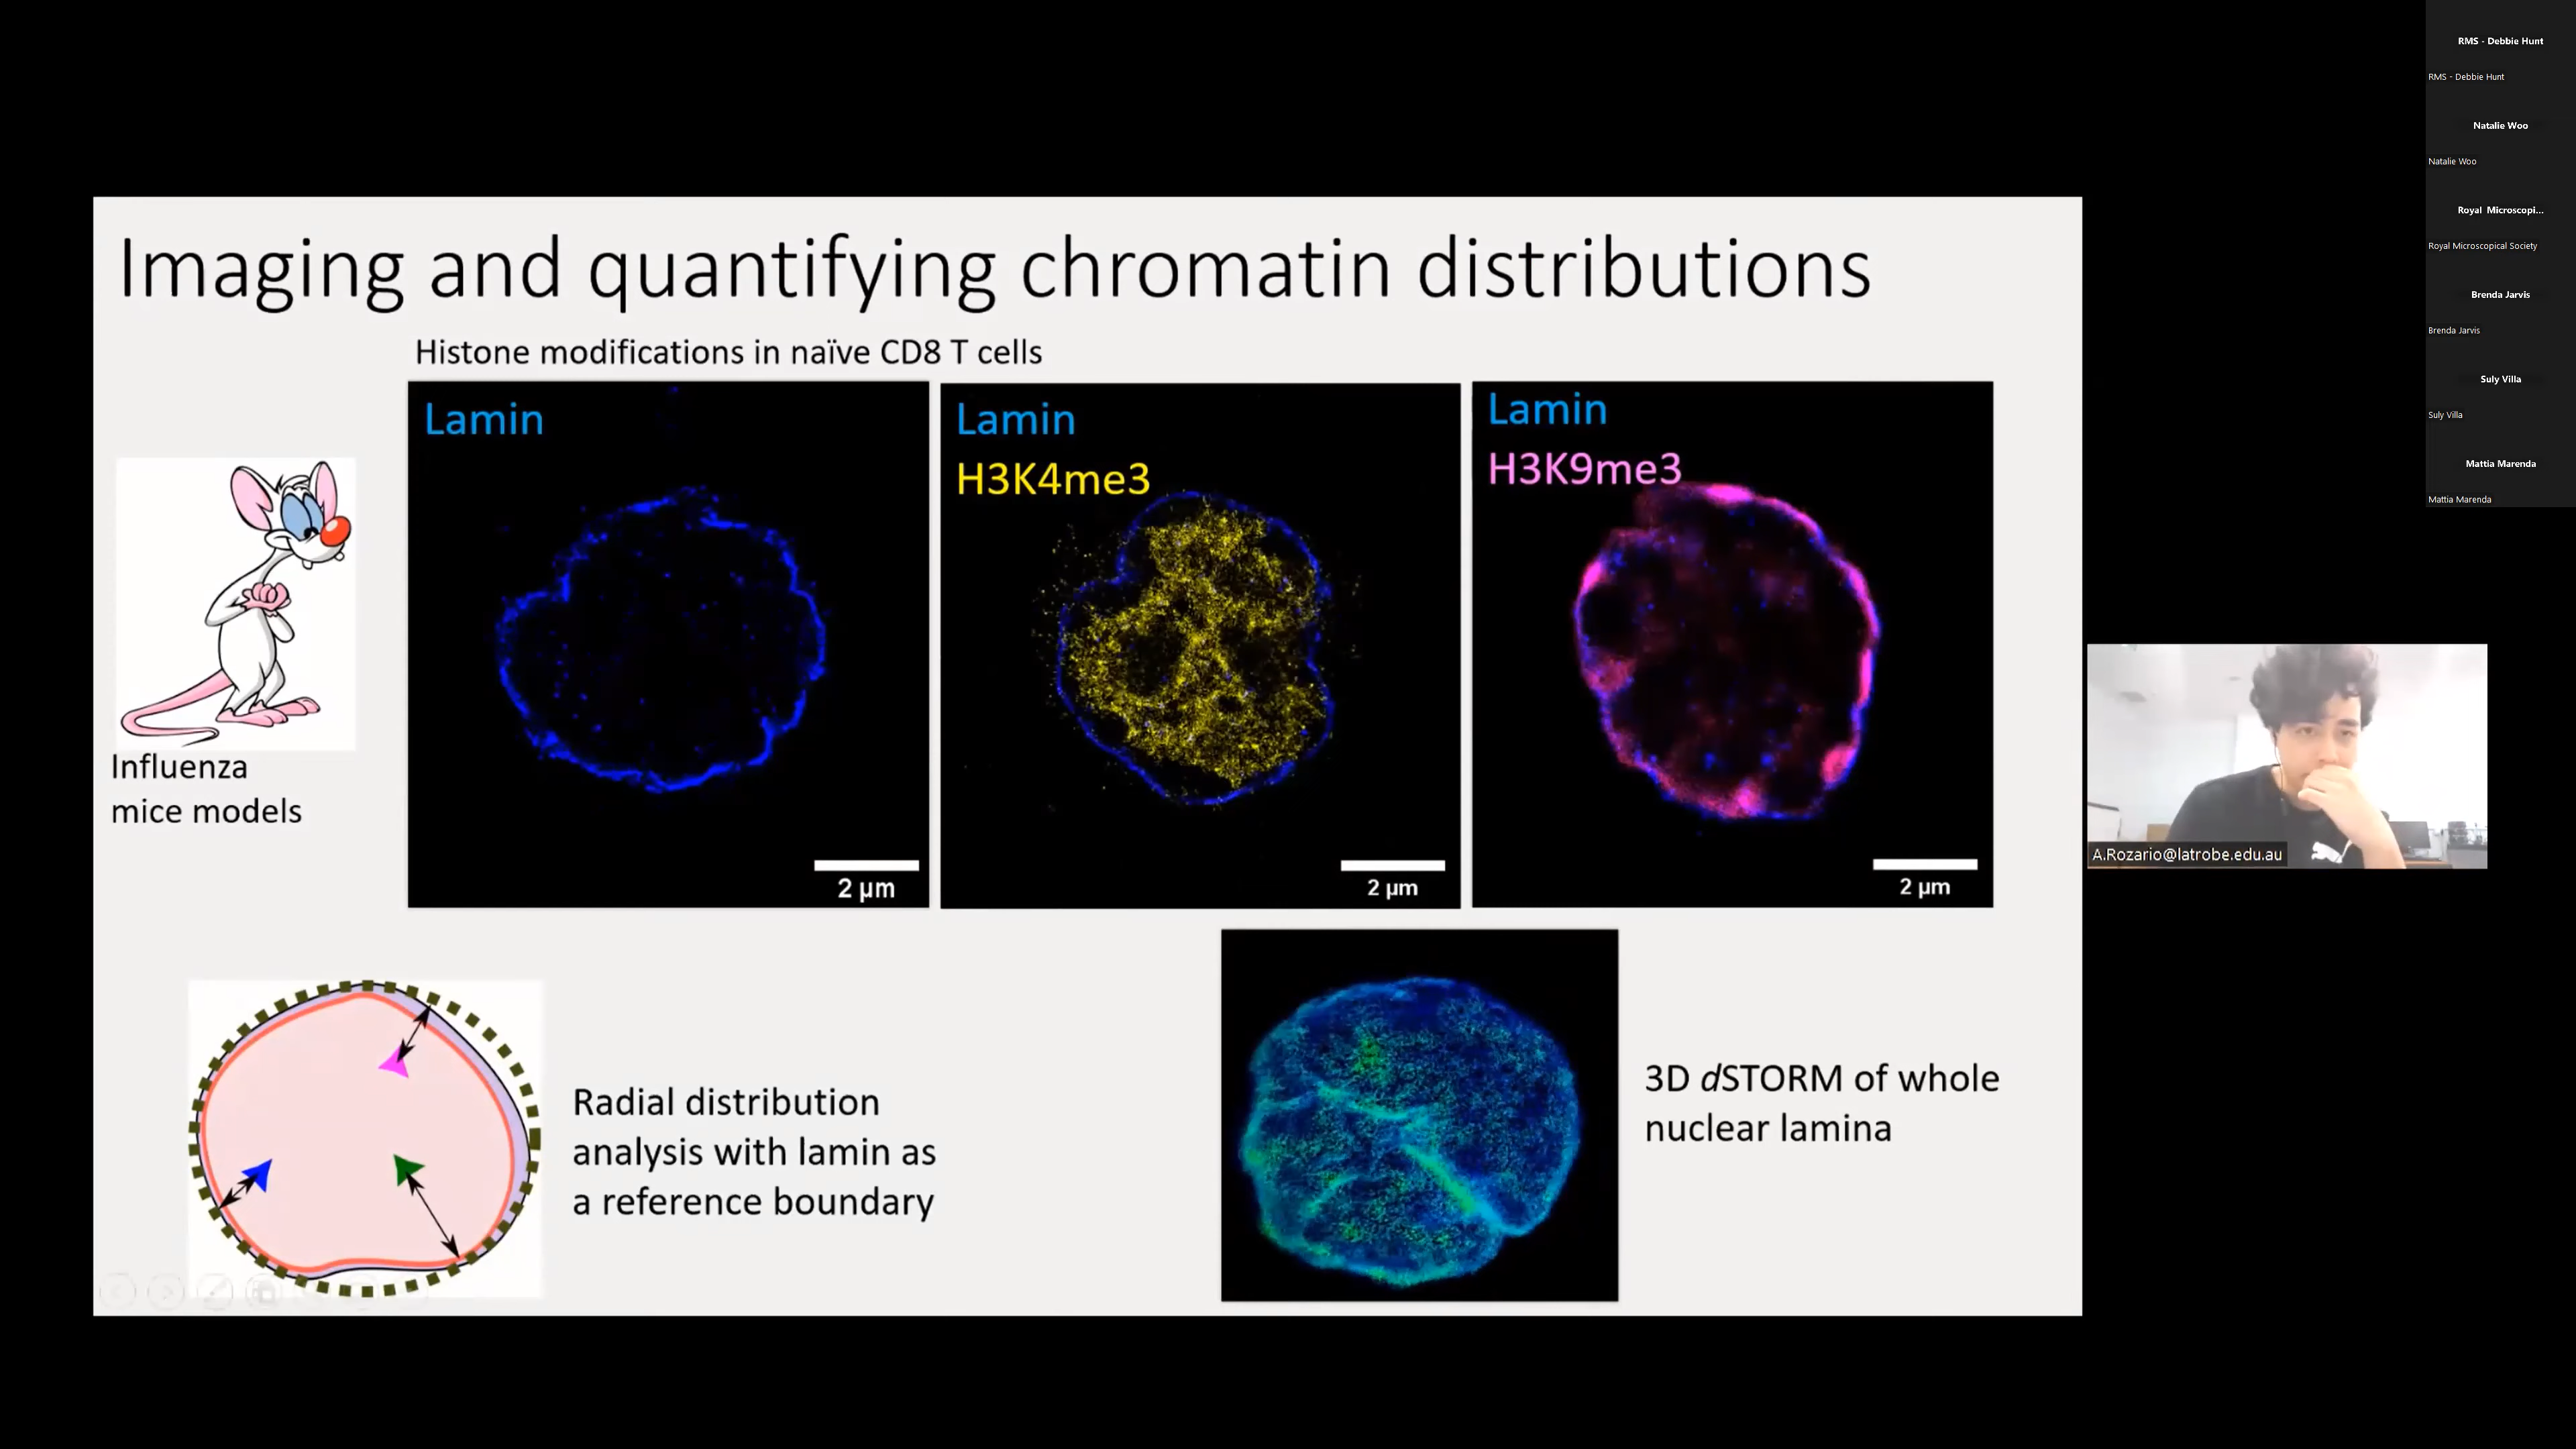 Imaging and quantifying chromatin distributions
Histone modifications in naïve CD8 T cells
Lamin
Lamin
H3K4me3
Lamin
H3K9me3
2 µm
2 µm
2 µm
Influenza
mice models
Radial distribution
analysis with lamin as
a reference boundary
3D dSTORM of whole
nuclear lamina
A.Rozario@latrobe.edu.au
RMS - Debbie Hunt
RMS - Debbie Hunt
Natalie Woo
Natalie Woo
Royal Microscopi...
Royal Microscopical Society
Brenda Jarvis
Brenda Jarvis
Suly Villa
Suly Villa
Mattia Marenda
Mattia Marenda